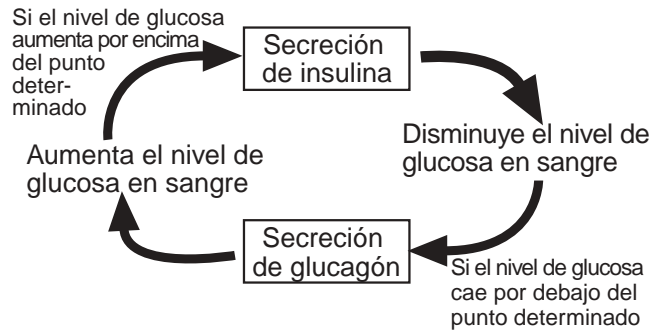 Si el nivel de glucosa
aumenta por encima
del punto
deter-
minado
Secreción
de insulina
Disminuye el nivel de
glucosa en sangre
Aumenta el nivel de
glucosa en sangre
Secreción
de glucagón
Si el nivel de glucosa
cae por debajo del
punto determinado